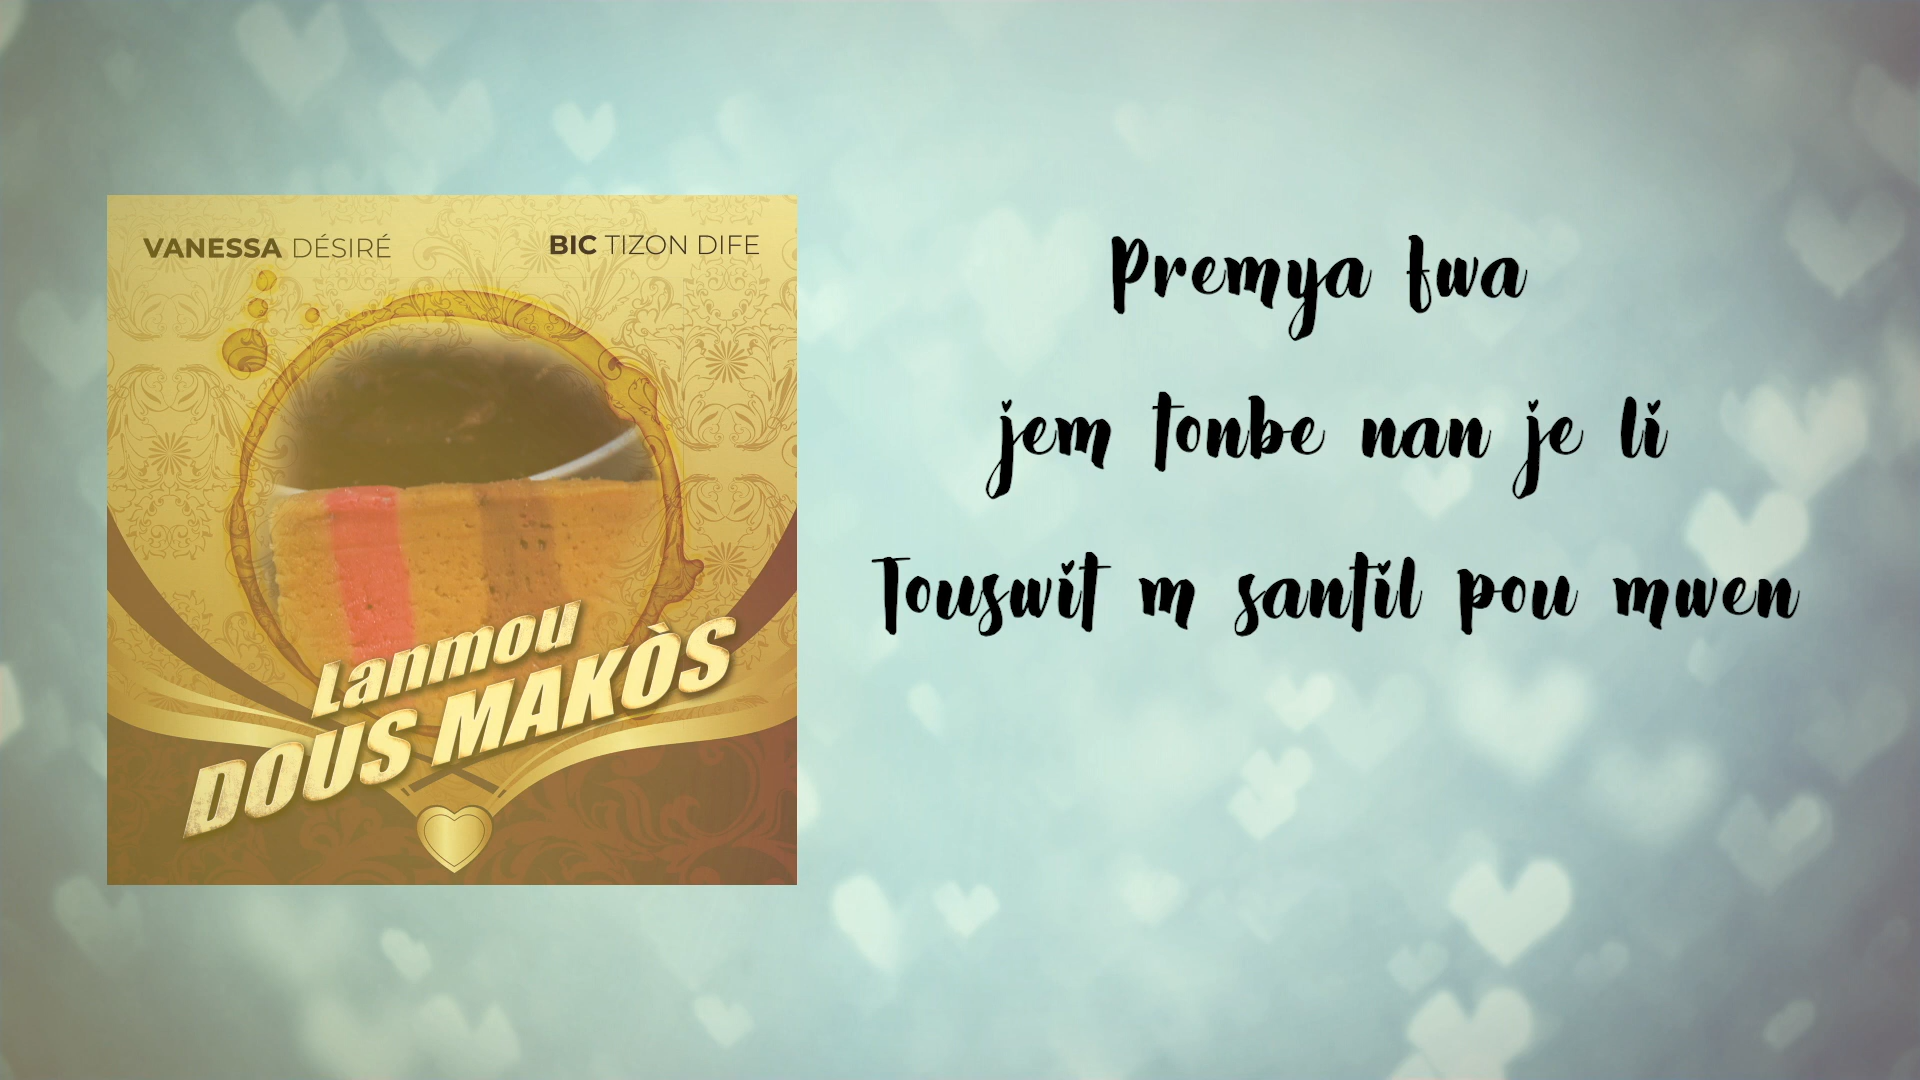 VANESSA DÉSIRÉ
BIC TIZON DIFE
Lanmou
DOUS MAKÒS
Premya fwa
jem tonbe nan je li
Touswit m santil pou mwen